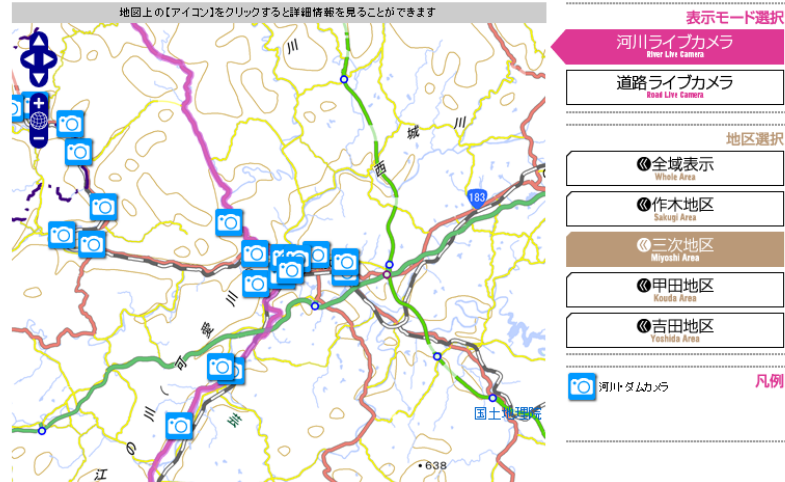 地図上の【アイコン】をクリックすると詳細情報を見ることができます
表示モード選択
河川ライブカメラ
River Live Camera
道路ライブカメラ
Road Live Camera
地区選択
全域表示
Whole Area
作木地区
Sakugi Area
三次地区
Miyoshi Area
甲田地区
Kouda Area
吉田地区
Yoshida Area
凡例
河川・ダムカメラ
川
西城川
183
江の川(可愛川)
国土地理院
638